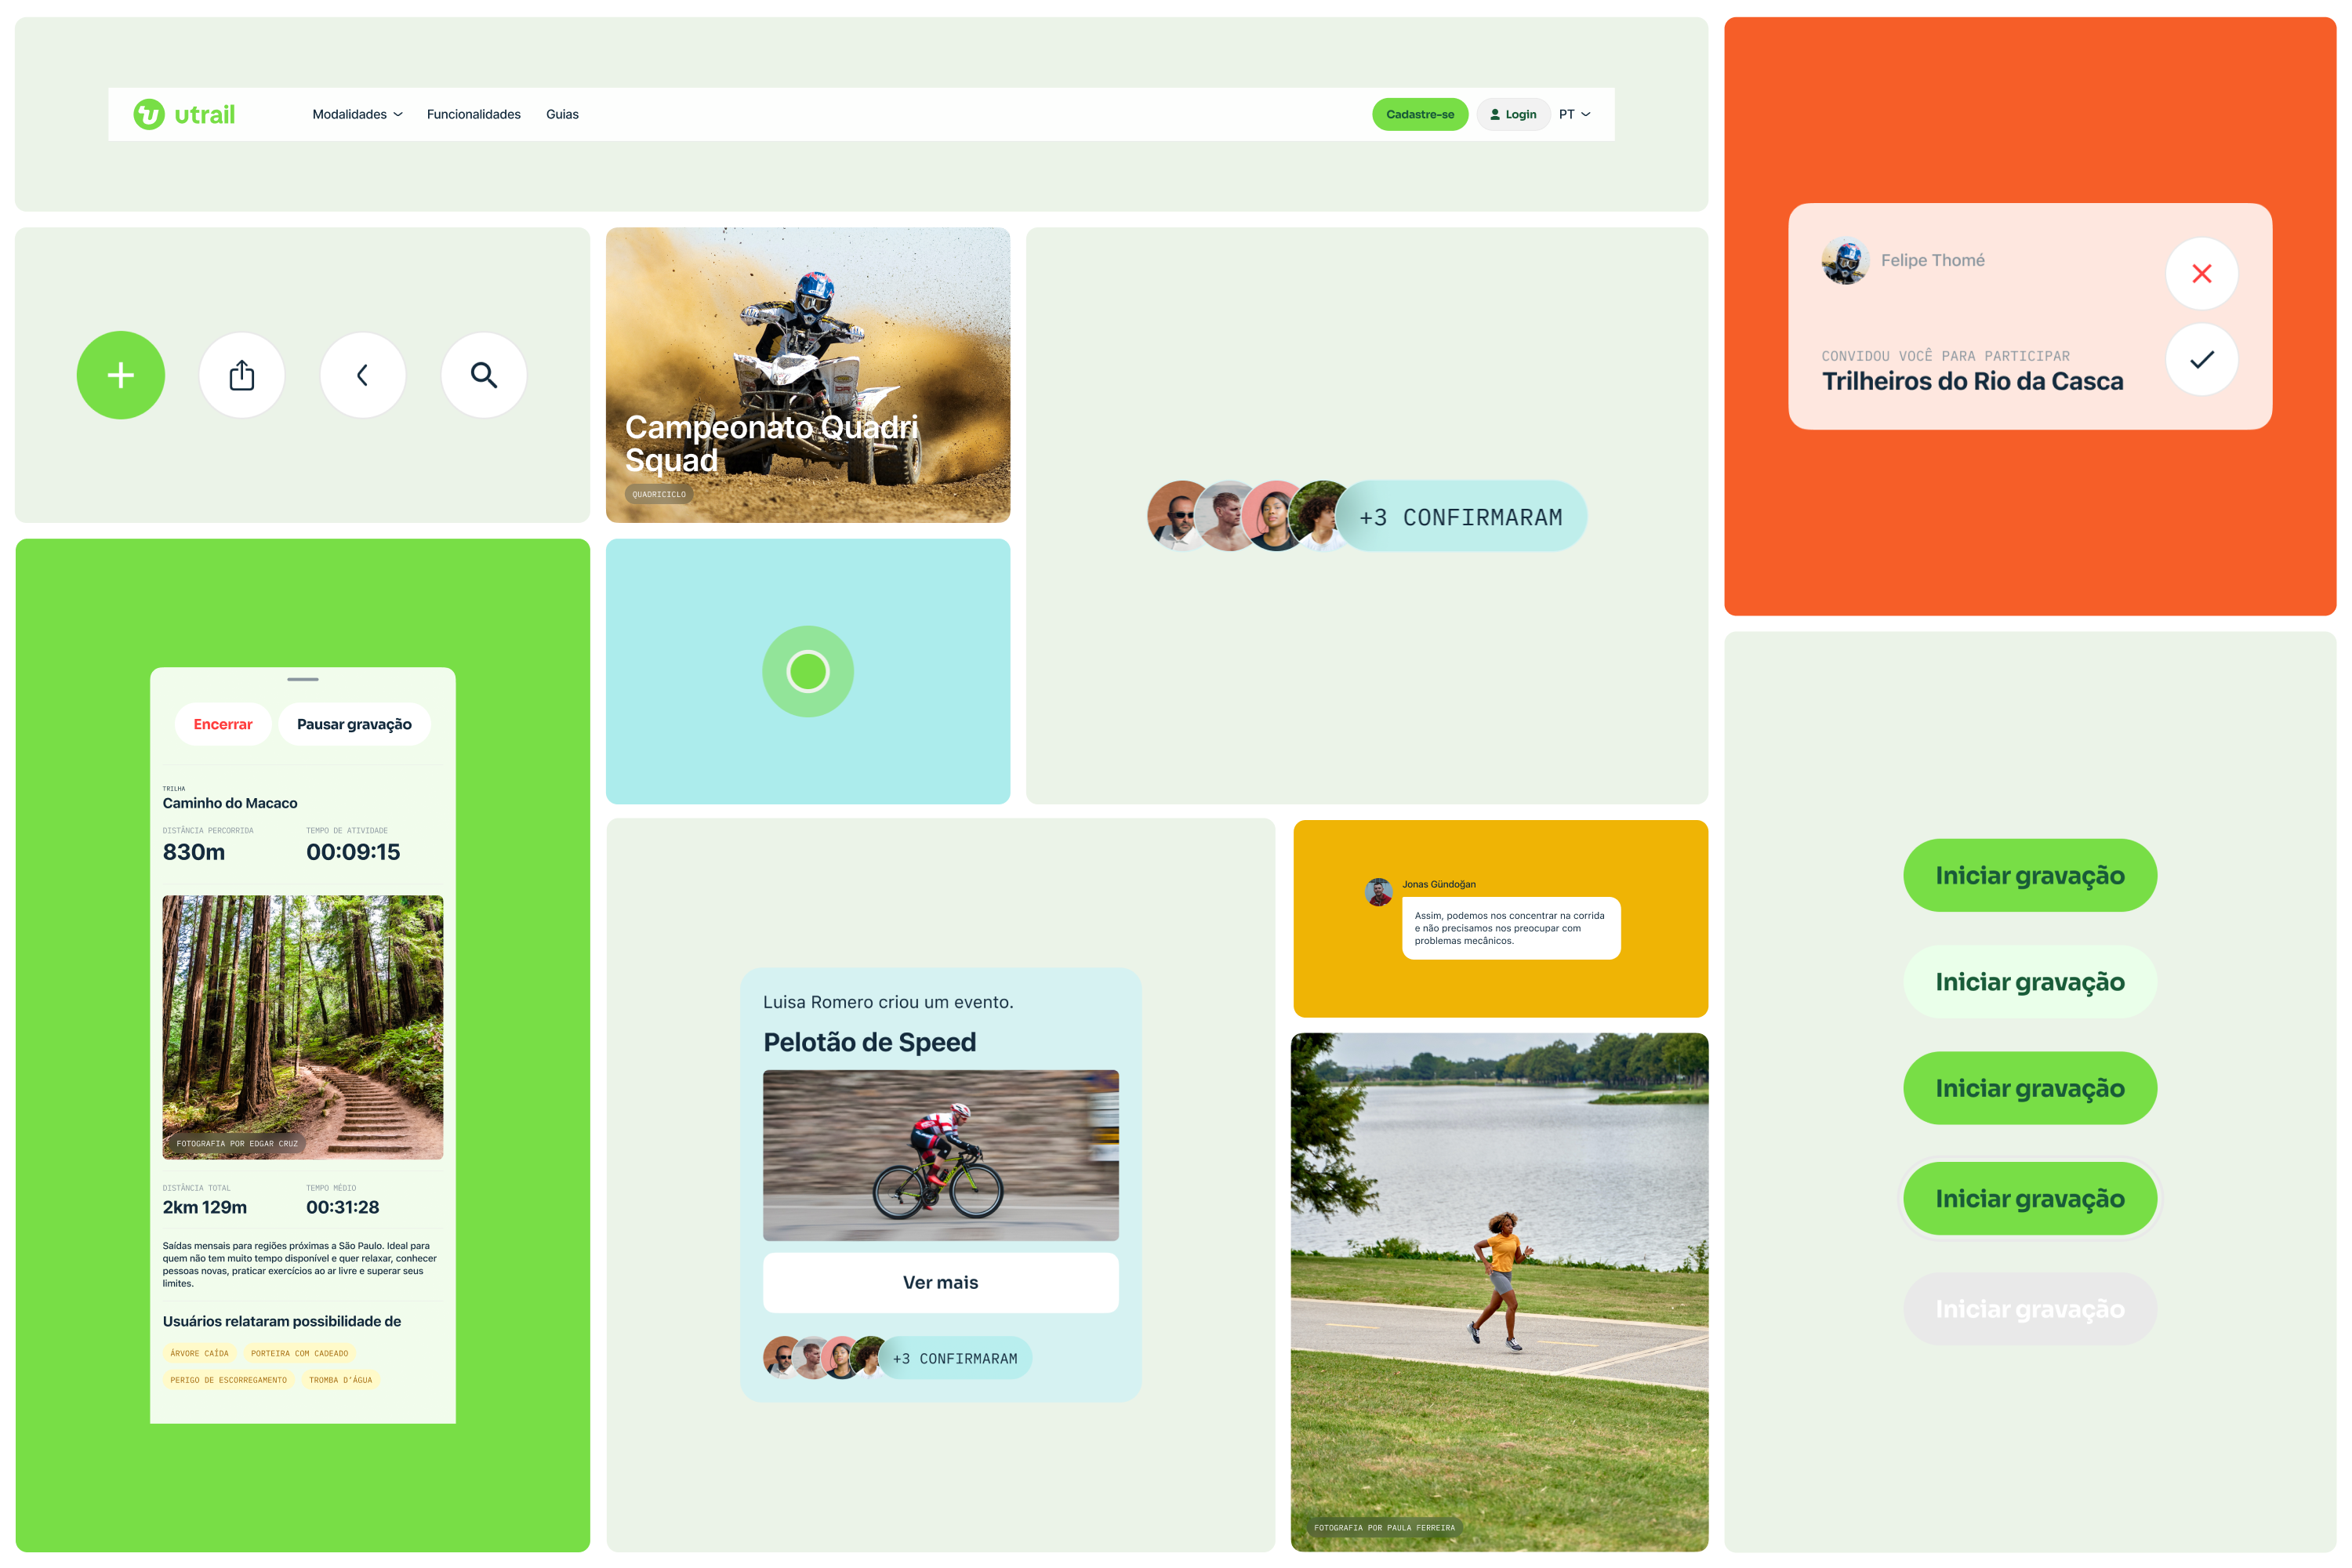 utrail
Modalidades
Funcionalidades
Guias
Cadastre-se
Login
PT
Campeonato Quadri
Squad
QUADRICICLO
+3 CONFIRMARAM
Felipe Thomé
CONVIDOU VOCÊ PARA PARTICIPAR
Trilheiros do Rio da Casca
Encerrar
Pausar gravação
TRILHA
Caminho do Macaco
DISTÂNCIA PERCORRIDA
830m
TEMPO DE ATIVIDADE
00:09:15
FOTOGRAFIA POR EDGAR CRUZ
DISTÂNCIA TOTAL
2km 129m
TEMPO MÉDIO
00:31:28
Saídas mensais para regiões próximas a São Paulo. Ideal para
quem não tem muito tempo disponível e quer relaxar, conhecer
pessoas novas, praticar exercícios ao ar livre e superar seus
limites.
Usuários relataram possibilidade de
ÁRVORE CAÍDA
PORTEIRA COM CADEADO
PERIGO DE ESCORREGAMENTO
TROMBA D'ÁGUA
Luisa Romero criou um evento.
Pelotão de Speed
Ver mais
+3 CONFIRMARAM
Jonas Gündoğan
Assim, podemos nos concentrar na corrida
e não precisamos nos preocupar com
problemas mecânicos.
FOTOGRAFIA POR PAULA FERREIRA
Iniciar gravação
Iniciar gravação
Iniciar gravação
Iniciar gravação
Iniciar gravação